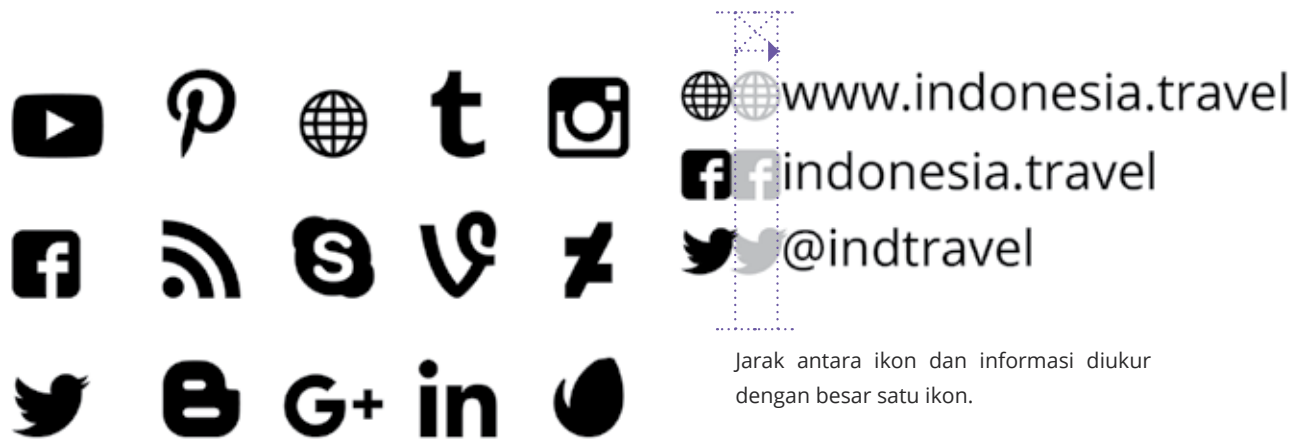 www.indonesia.travel
indonesia.travel
@indtravel
Jarak antara ikon dan informasi diukur
dengan besar satu ikon.